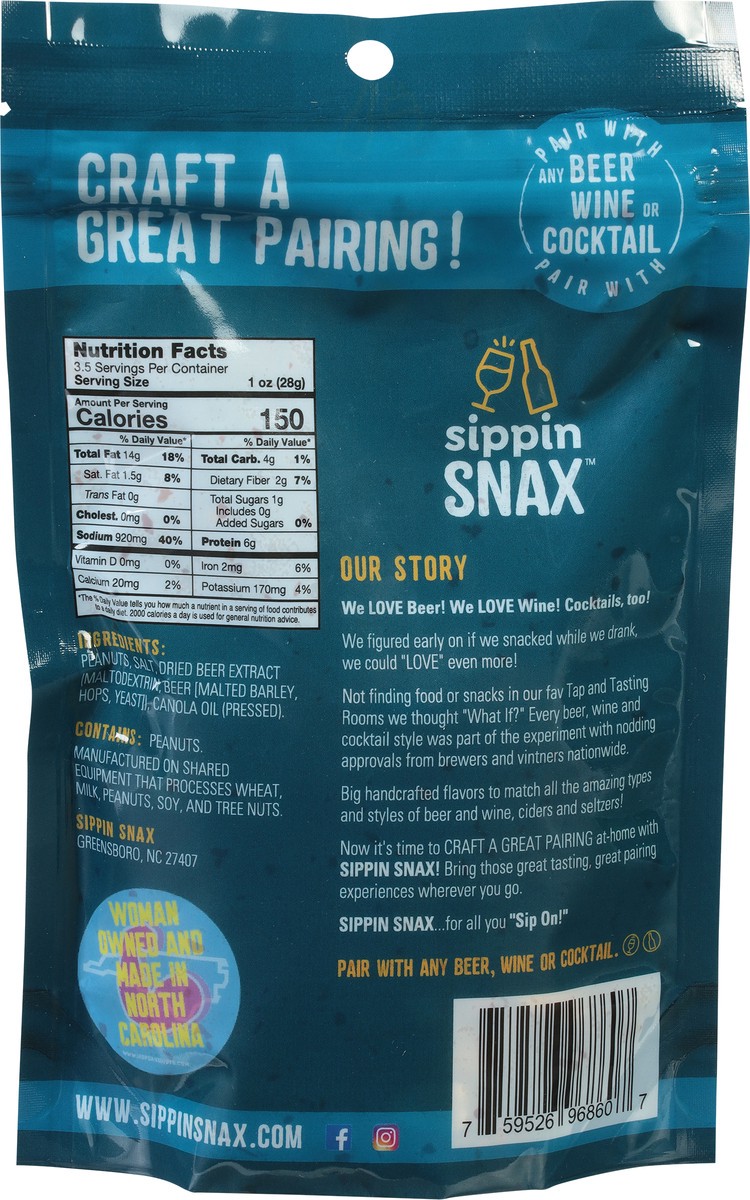 CRAFT A
GREAT PAIRING!
PAIR WITH
ANY BEER
WINE OR
COCKTAIL
PAIR WITH
Nutrition Facts
3.5 Servings Per Container
Serving Size 1 oz (28g)
Amount Per Serving
Calories 150
% Daily Value*
Total Fat 14g 18%
Sat. Fat 1.5g 8%
Trans Fat 0g
Cholest. 0mg 0%
Sodium 920mg 40%
% Daily Value*
Total Carb. 4g 1%
Dietary Fiber 2g 7%
Total Sugars 1g
Includes 0g
Added Sugars 0%
Protein 6g
Vitamin D 0mg 0%
Iron 2mg 6%
Calcium 20mg 2%
Potassium 170mg 4%
*The % Daily Value tells you how much a nutrient in a serving of food contributes
to a daily diet. 2000 calories a day is used for general nutrition advice.
INGREDIENTS:
PEANUTS, SALT, DRIED BEER EXTRACT
(MALTODEXTRIX, BEER [MALTED BARLEY,
HOPS, YEAST]), CANOLA OIL (PRESSED).
CONTAINS: PEANUTS.
MANUFACTURED ON SHARED
EQUIPMENT THAT PROCESSES WHEAT,
MILK, PEANUTS, SOY, AND TREE NUTS.
SIPPIN SNAX
GREENSBORO, NC 27407
WOMAN
OWNED AND
MADE IN
NORTH
CAROLINA
sippin
SNAX™
OUR STORY
We LOVE Beer! We LOVE Wine! Cocktails, too!
We figured early on if we snacked while we drank,
we could "LOVE" even more!
Not finding food or snacks in our fav Tap and Tasting
Rooms we thought "What If?" Every beer, wine and
cocktail style was part of the experiment with nodding
approvals from brewers and vintners nationwide.
Big handcrafted flavors to match all the amazing types
and styles of beer and wine, ciders and seltzers!
Now it's time to CRAFT A GREAT PAIRING at-home with
SIPPIN SNAX! Bring those great tasting, great pairing
experiences wherever you go.
SIPPIN SNAX...for all you "Sip On!"
PAIR WITH ANY BEER, WINE OR COCKTAIL.
WWW.SIPPINSNAX.COM
7 59526 96860 7